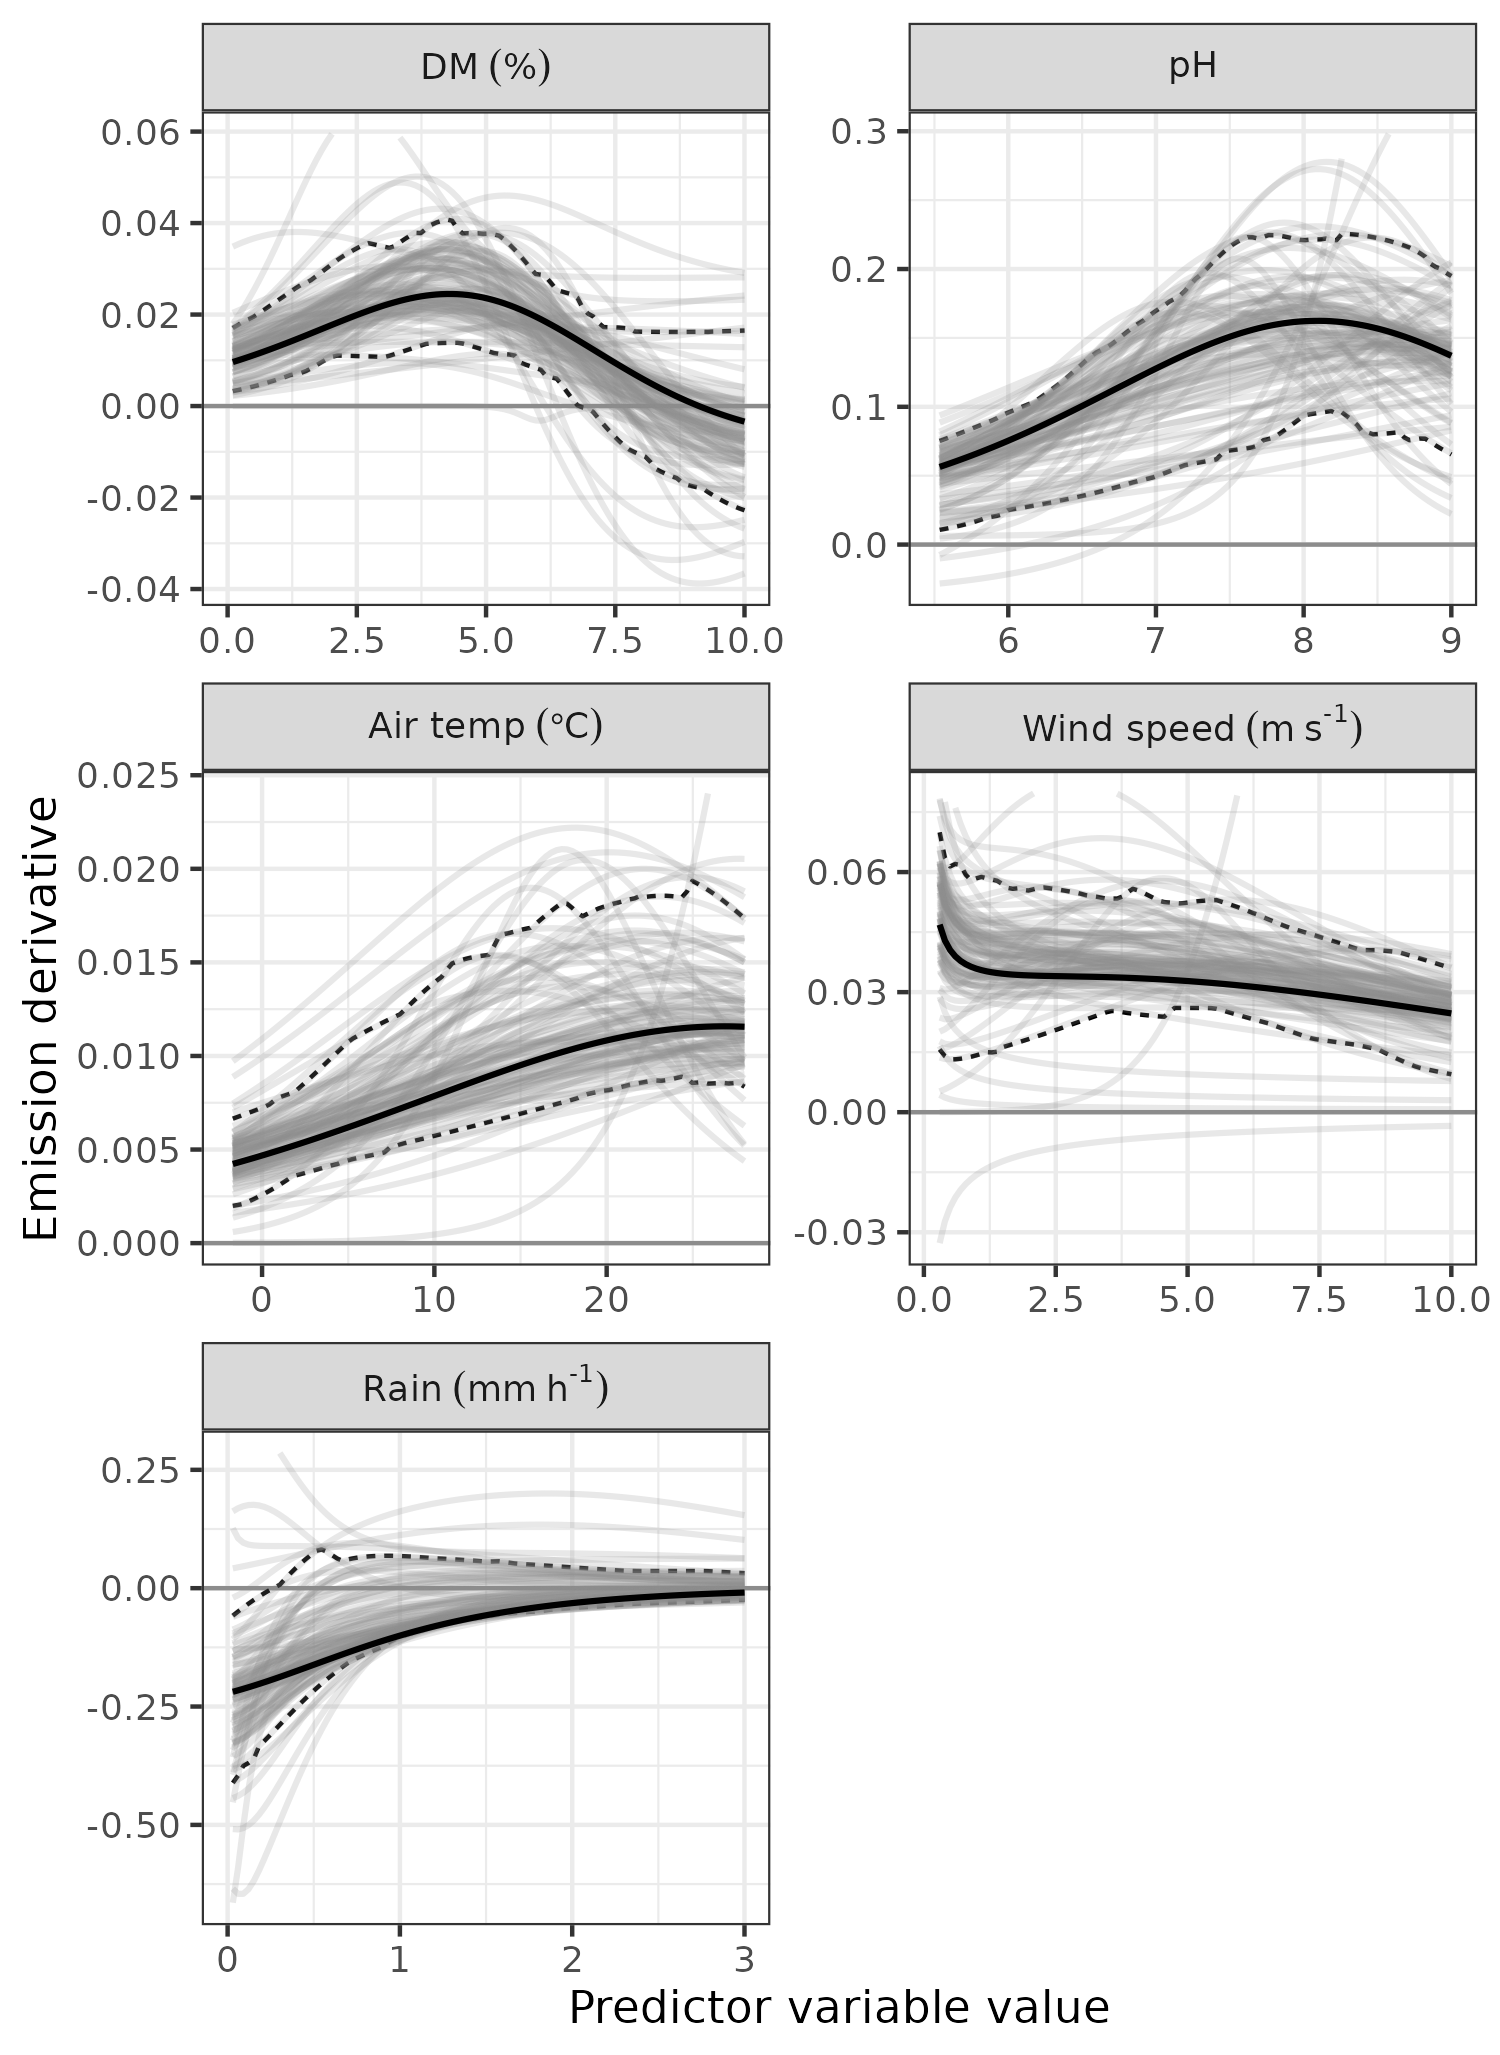 DM (%)
pH
0.06
0.04
0.02
0.00
-0.02
-0.04
0.3
0.2
0.1
0.0
0.0 2.5 5.0 7.5 10.0
6 7 8 9
Air temp (°C)
Wind speed (m s-1)
0.025
0.020
0.015
0.010
0.005
0.000
0.06
0.03
0.00
-0.03
0 10 20
0.0 2.5 5.0 7.5 10.0
Emission derivative
Rain (mm h-1)
0.25
0.00
-0.25
-0.50
0 1 2 3
Predictor variable value